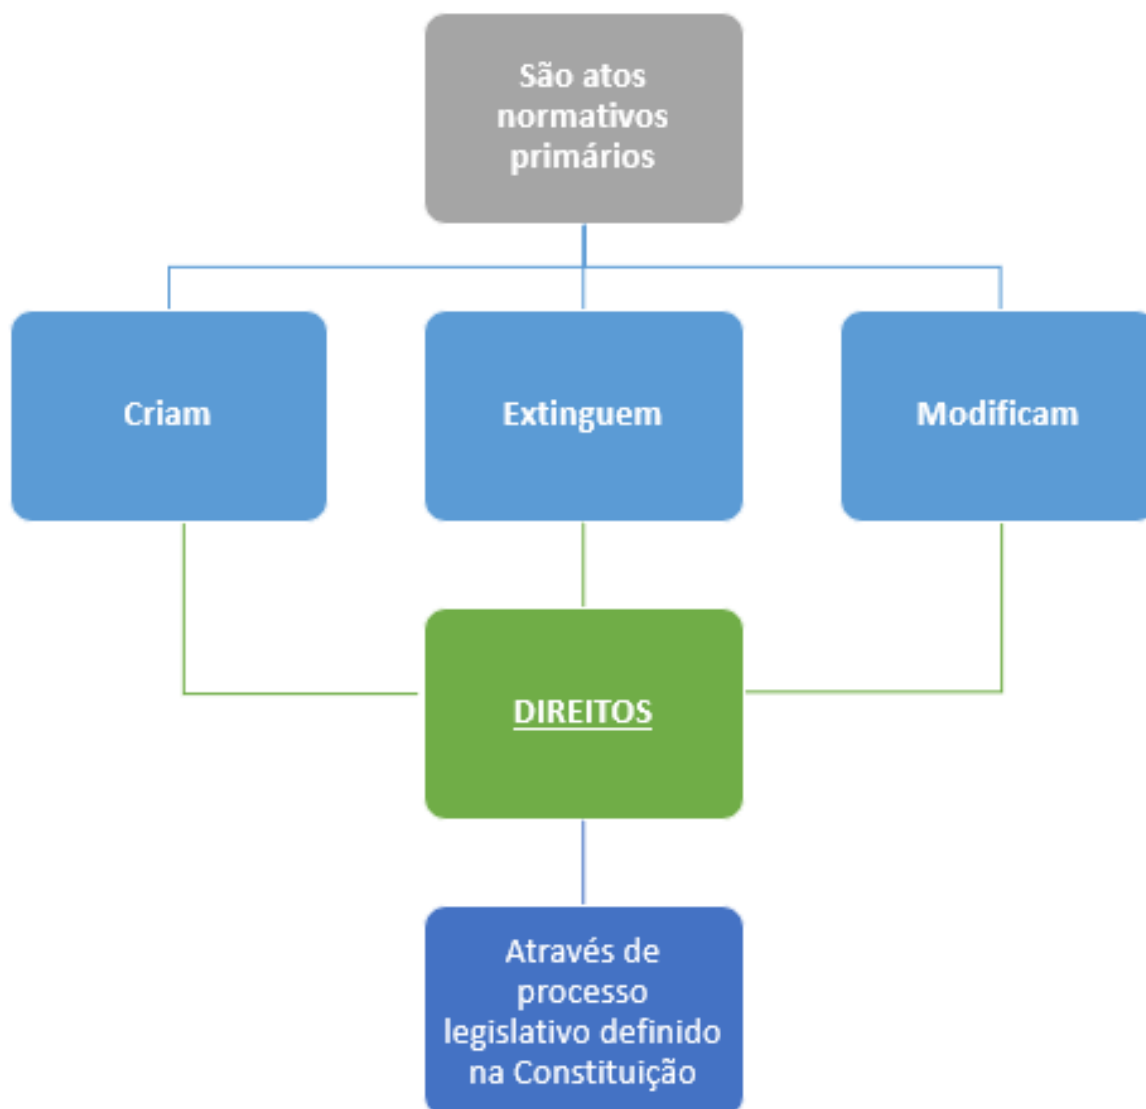 São atos
normativos
primários
Criam
Extinguem
Modificam
DIREITOS
Através de
processo
legislativo definido
na Constituição